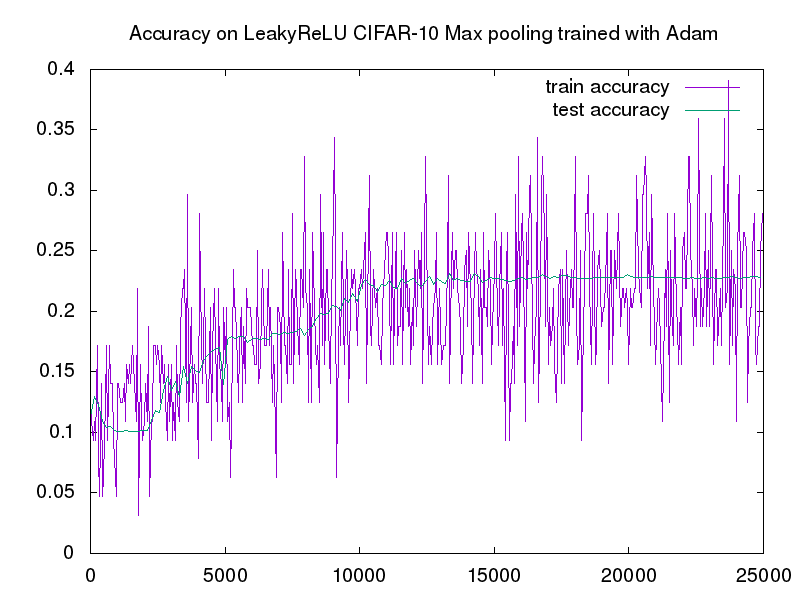 Accuracy on LeakyReLU CIFAR-10 Max pooling trained with Adam
train accuracy
test accuracy
0.4
0.35
0.3
0.25
0.2
0.15
0.1
0.05
0
0 5000 10000 15000 20000 25000